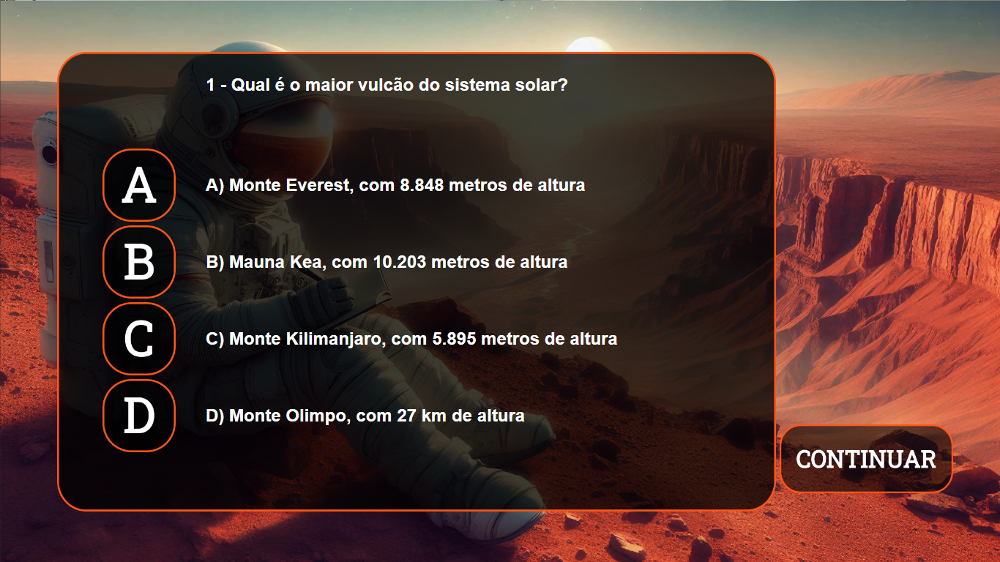 1 - Qual é o maior vulcão do sistema solar?
A
A) Monte Everest, com 8.848 metros de altura
B
B) Mauna Kea, com 10.203 metros de altura
C
C) Monte Kilimanjaro, com 5.895 metros de altura
D
D) Monte Olimpo, com 27 km de altura
CONTINUAR